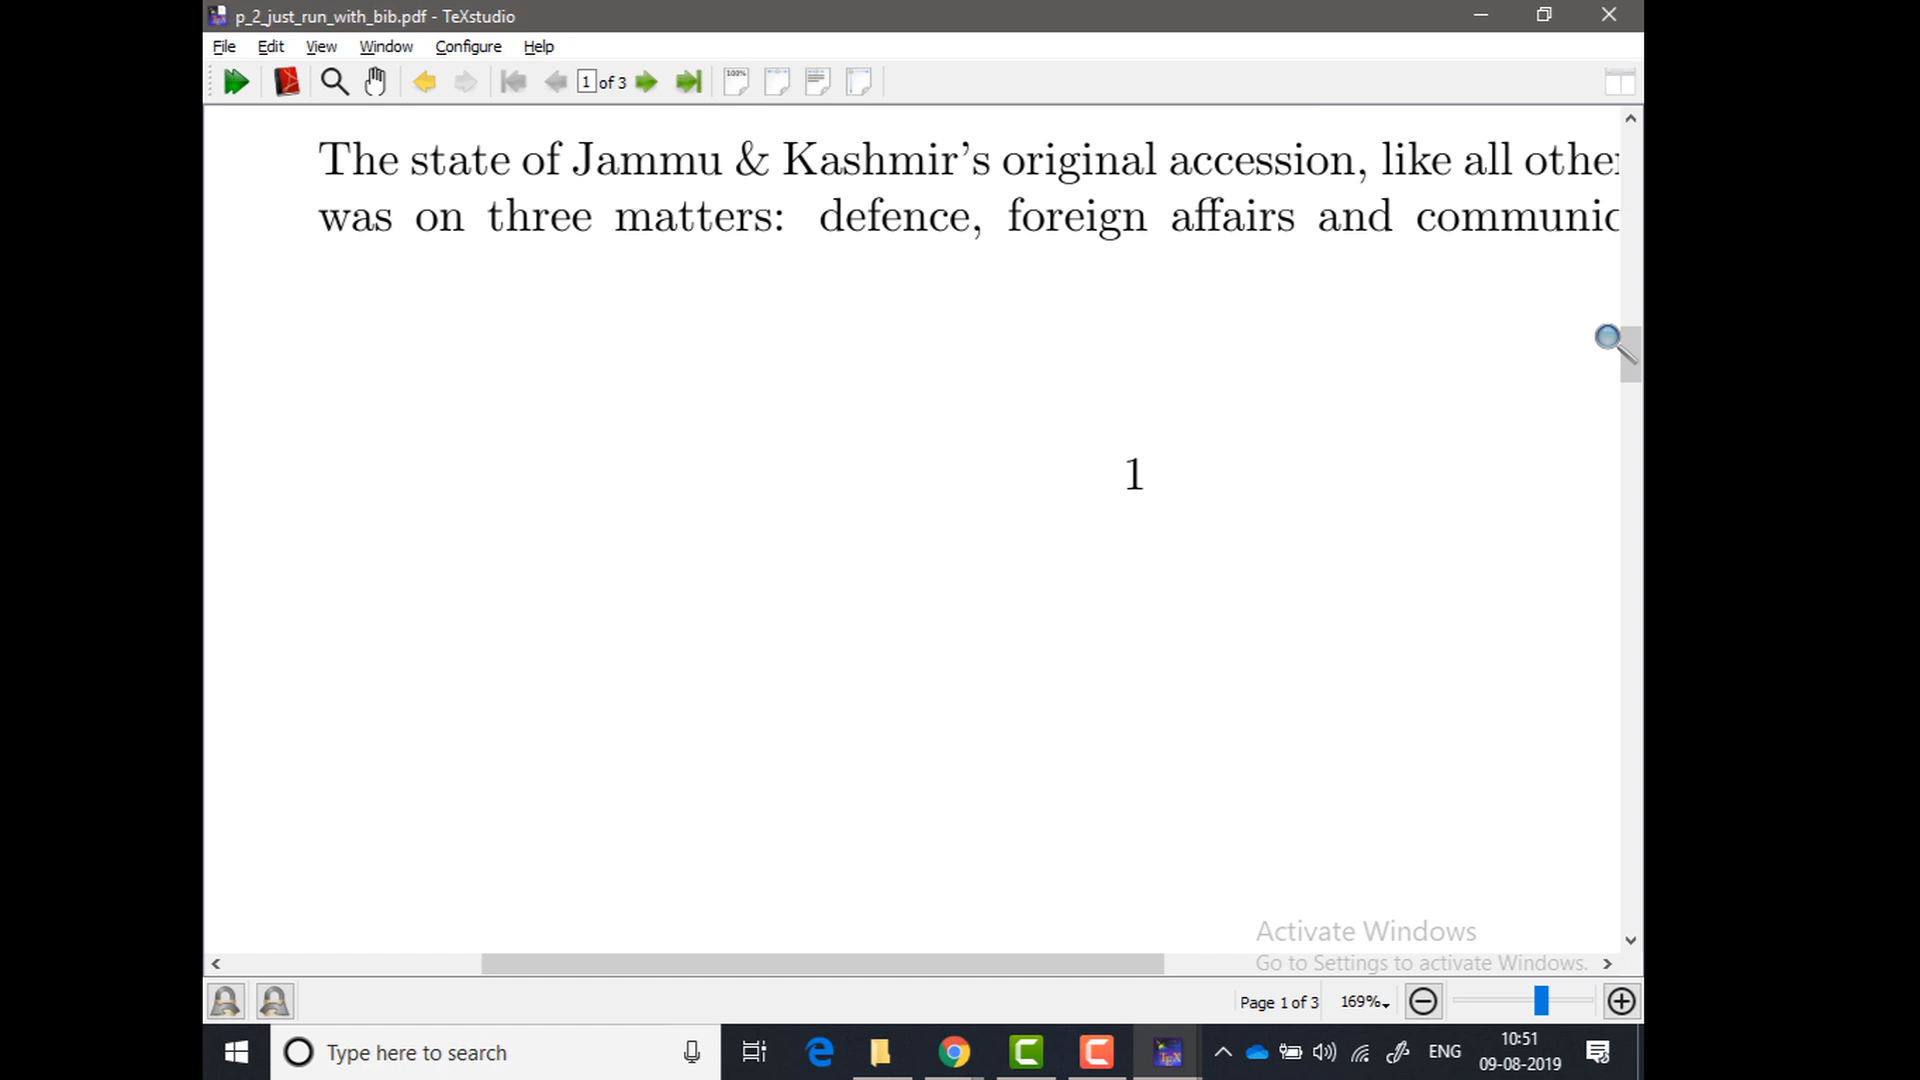 p_2_just_run_with_bib.pdf - TeXstudio
File Edit View Window Configure Help
1 of 3
100%
The state of Jammu & Kashmir's original accession, like all other
was on three matters: defence, foreign affairs and communic
1
Activate Windows
Go to Settings to activate Windows.
Page 1 of 3 169%
Type here to search
ENG
10:51
09-08-2019